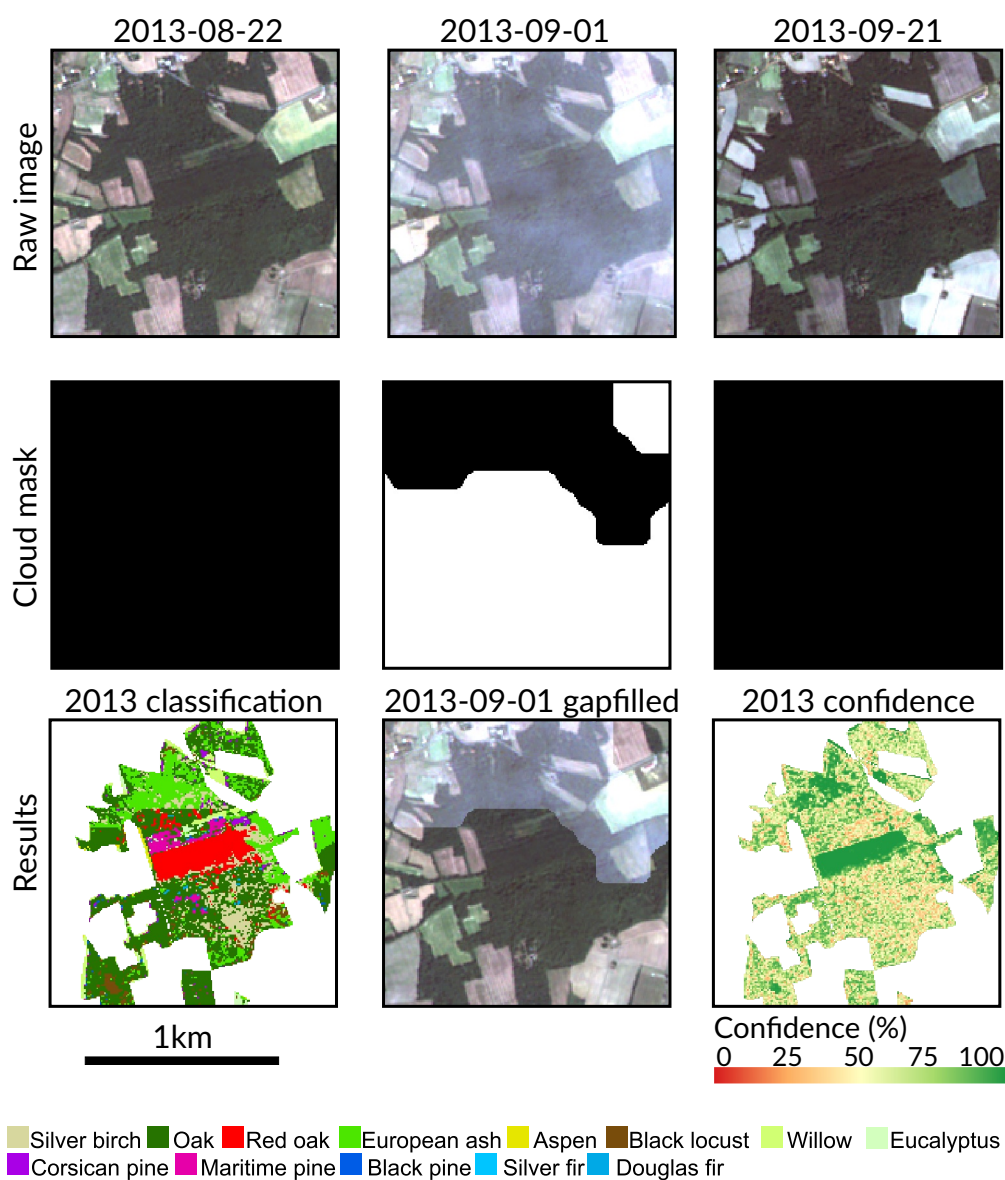 2013-08-22 2013-09-01 2013-09-21
Raw image
Cloud mask
2013 classification 2013-09-01 gapfilled 2013 confidence
Results
1km
Confidence (%)
0 25 50 75 100
Silver birch Oak Red oak European ash Aspen Black locust Willow Eucalyptus
Corsican pine Maritime pine Black pine Silver fir Douglas fir